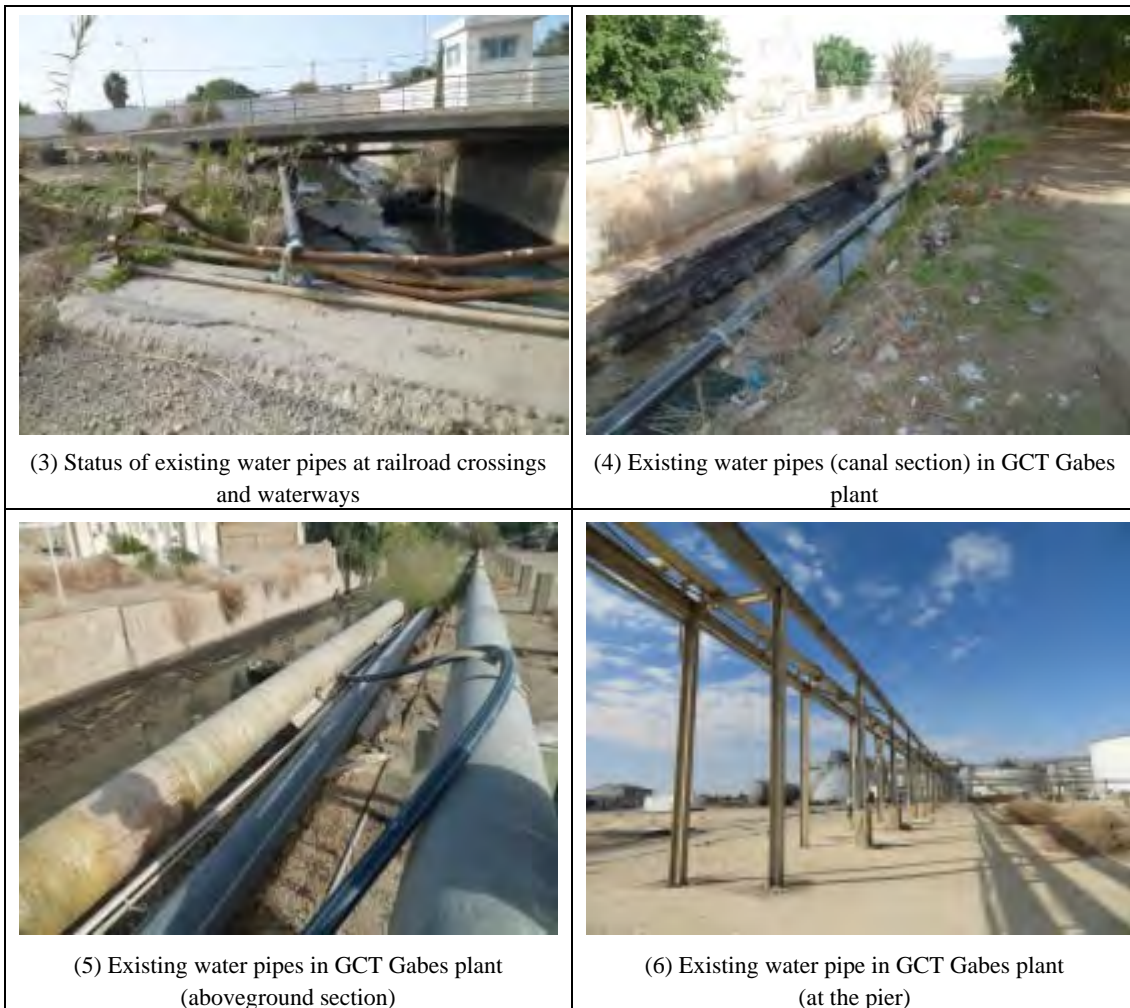 (3) Status of existing water pipes at railroad crossings
and waterways
(4) Existing water pipes (canal section) in GCT Gabes
plant
(5) Existing water pipes in GCT Gabes plant
(aboveground section)
(6) Existing water pipe in GCT Gabes plant
(at the pier)